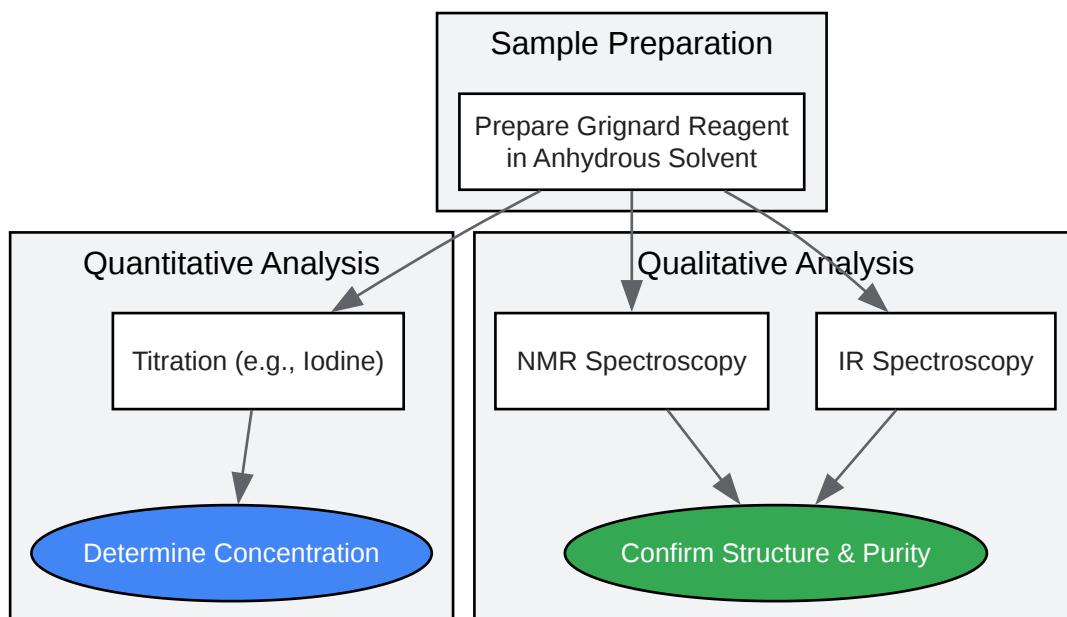 Sample Preparation
Prepare Grignard Reagent
in Anhydrous Solvent
Quantitative Analysis
Qualitative Analysis
Titration (e.g., Iodine)
NMR Spectroscopy
IR Spectroscopy
Determine Concentration
Confirm Structure & Purity